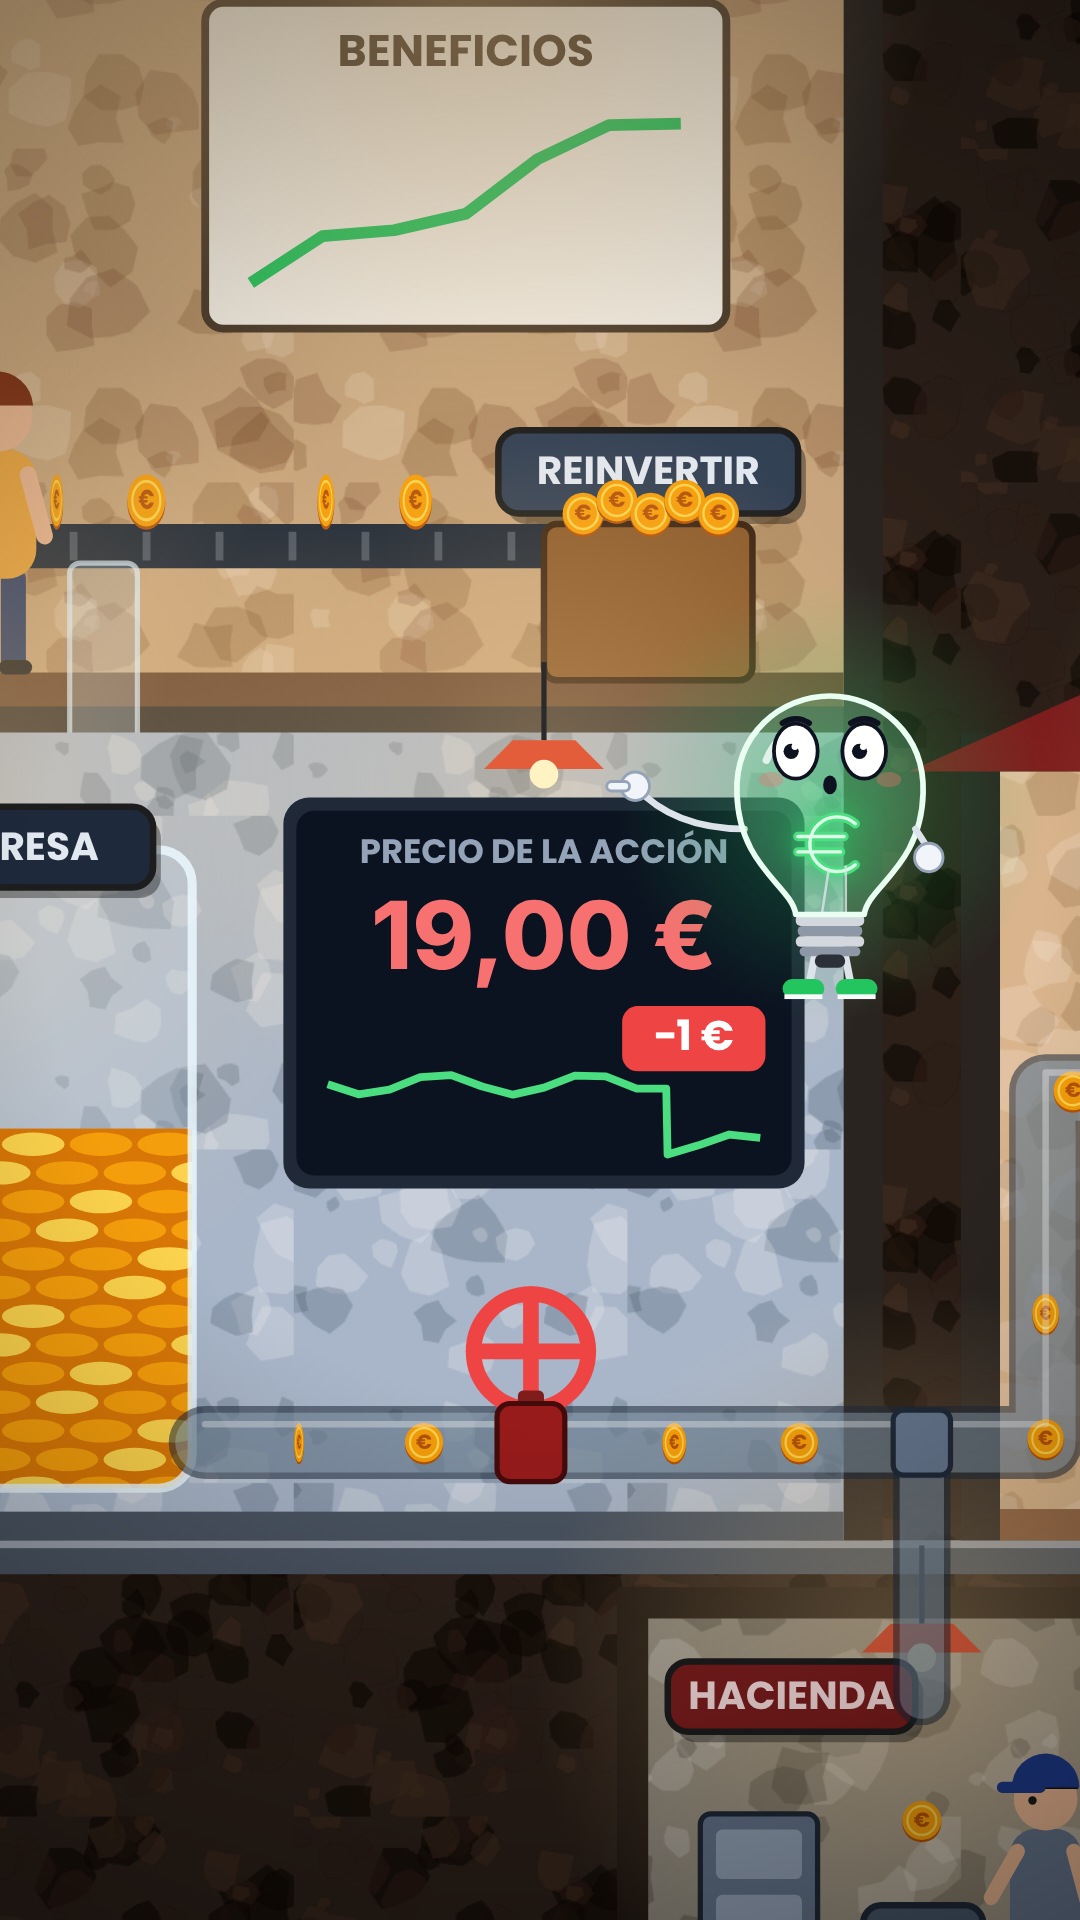 BENEFICIOS
REINVERTIR
RESA
PRECIO DE LA ACCIÓN
19,00 €
-1 €
HACIENDA